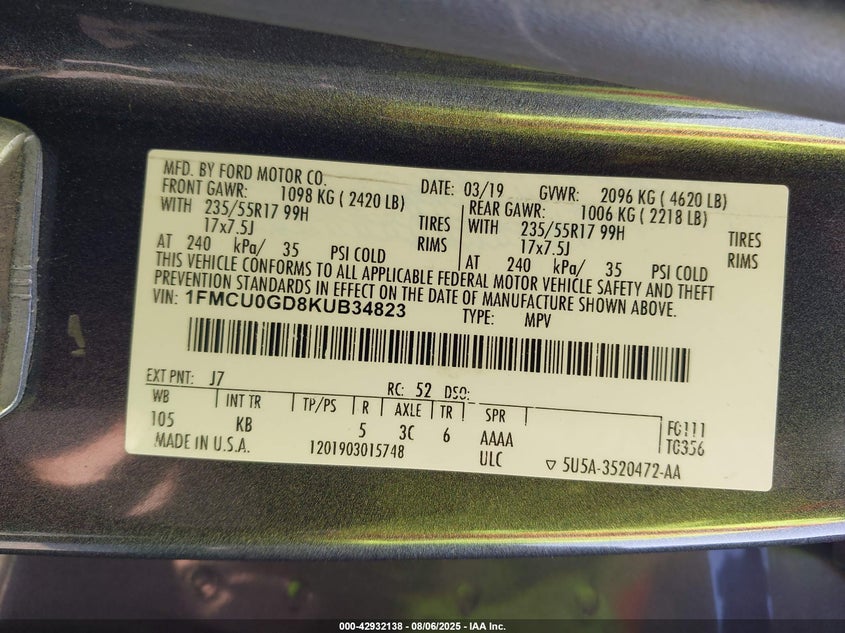 MFD. BY FORD MOTOR CO. DATE: 03/19 GVWR: 2096 KG ( 4620 LB)
FRONT GAWR: 1098 KG ( 2420 LB) REAR GAWR: 1006 KG ( 2218 LB)
WITH 235/55R17 99H TIRES WITH 235/55R17 99H TIRES
17x7.5J RIMS 17x7.5J RIMS
AT 240 kPa/ 35 PSI COLD AT 240 kPa/ 35 PSI COLD
THIS VEHICLE CONFORMS TO ALL APPLICABLE FEDERAL MOTOR VEHICLE SAFETY AND THEFT
PREVENTION STANDARDS IN EFFECT ON THE DATE OF MANUFACTURE SHOWN ABOVE.
VIN: 1FMCU0GD8KUB34823 TYPE: MPV
EXT PNT: J7 RC: 52 DSO:
WB INT TR TP/PS R AXLE TR SPR FG111
105 KB 5 3C 6 AAAA TG356
MADE IN U.S.A. 1201903015748 ULC ▽ 5U5A-3520472-AA
000-42932138 - 08/06/2025 - IAA Inc.